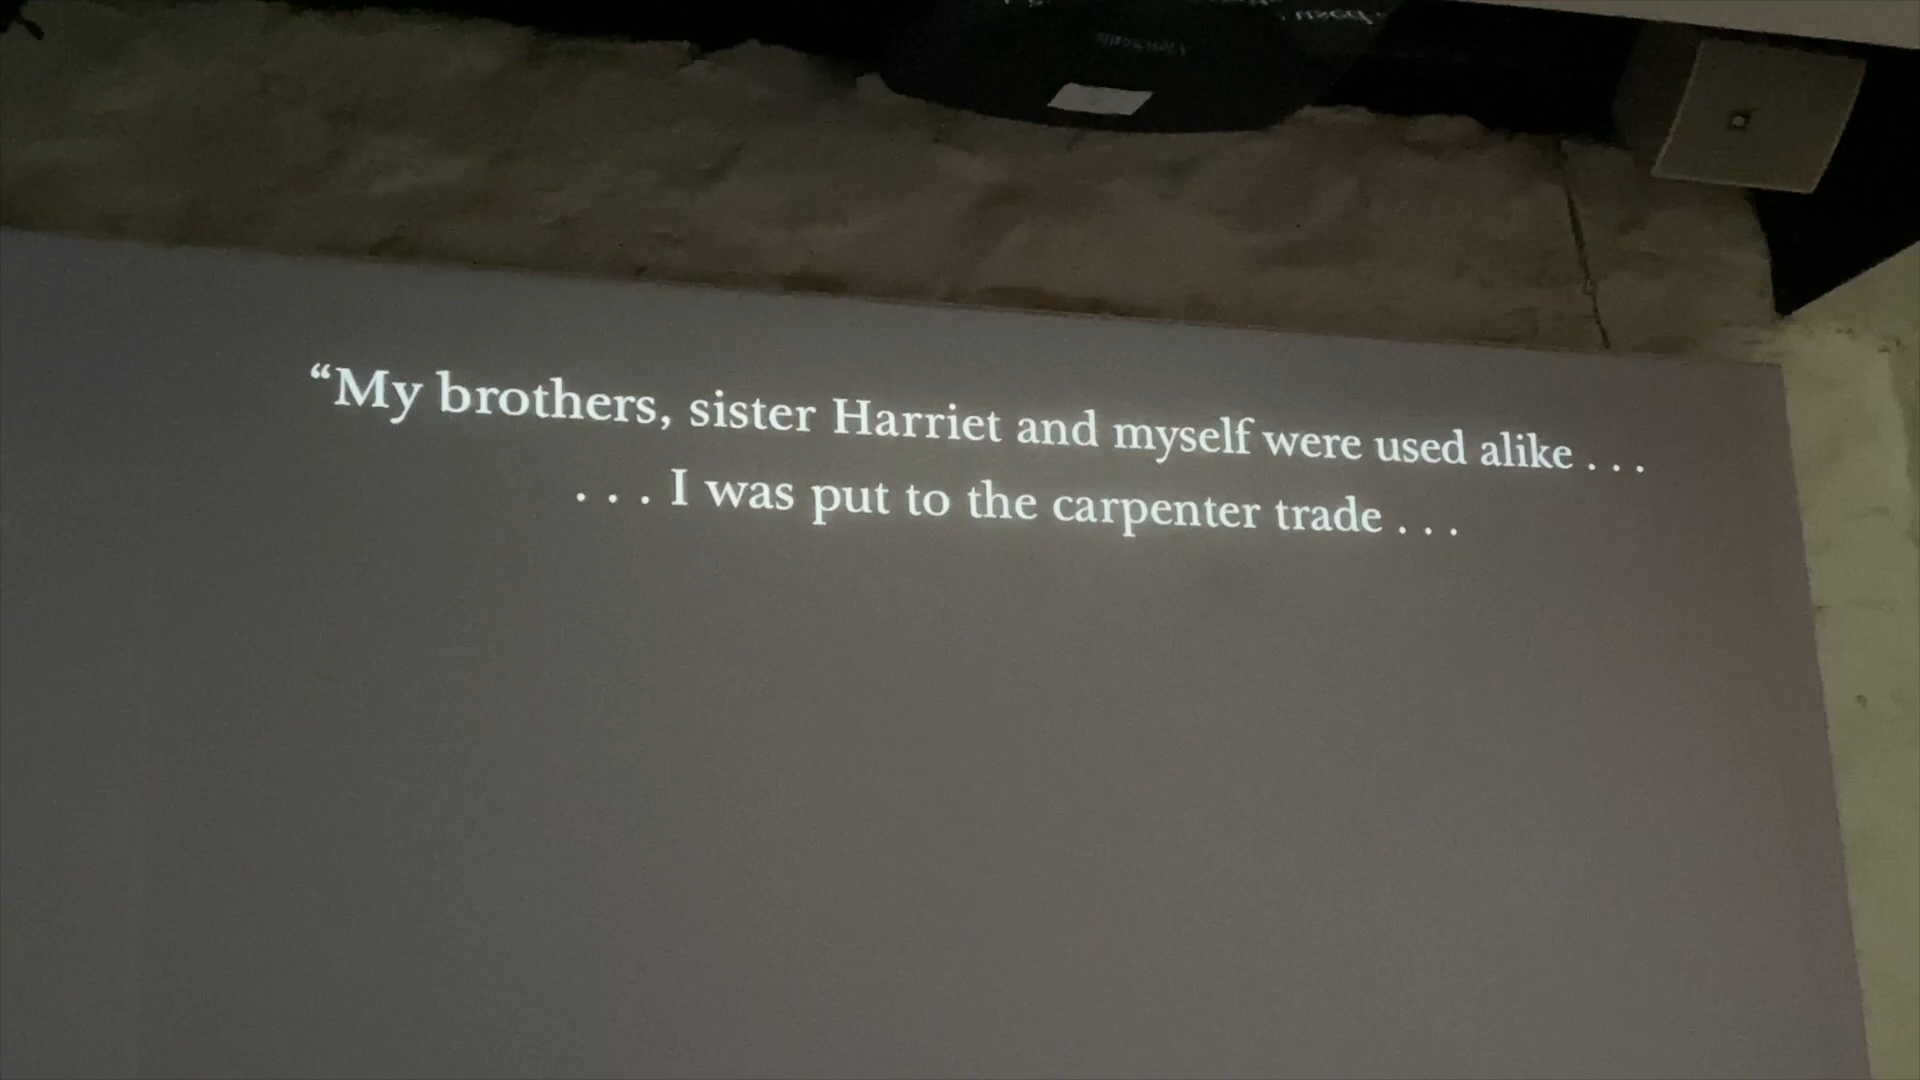 “My brothers, sister Harriet and myself were used alike . . .
. . . I was put to the carpenter trade . . .